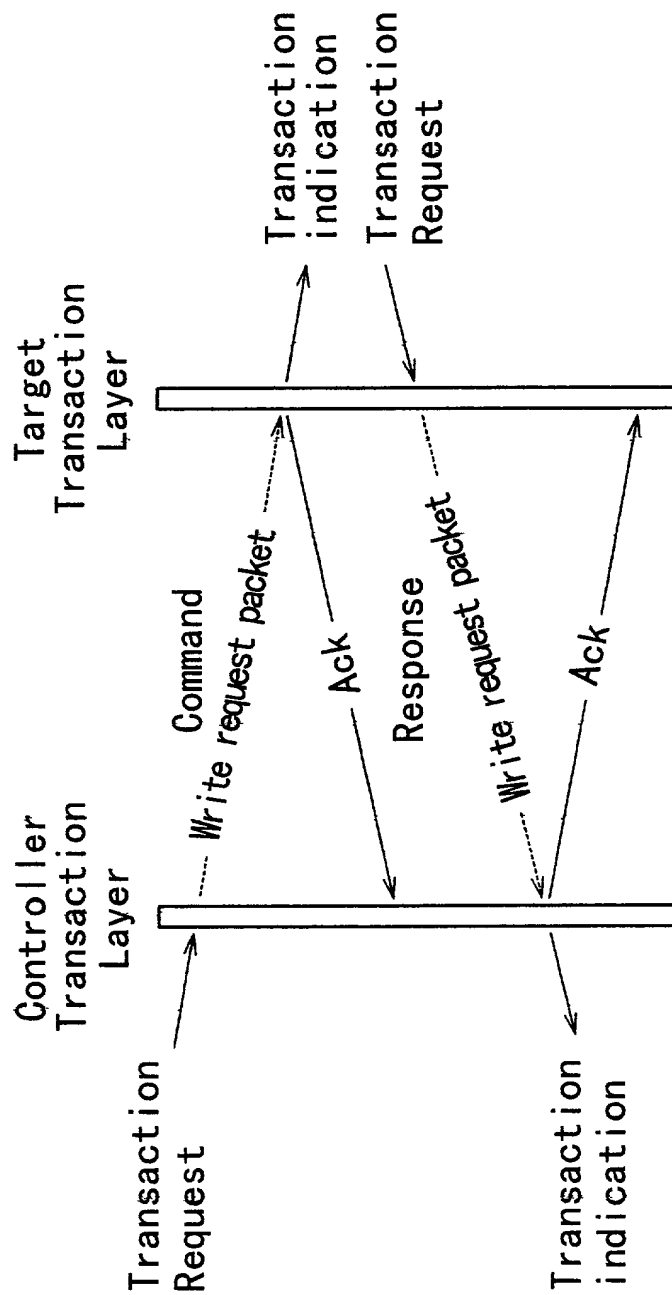 Controller
Transaction
Layer
Target
Transaction
Layer
Transaction
Request
Command
Write request packet
Transaction
indication
Ack
Transaction
Request
Response
Write request packet
Transaction
indication
Ack